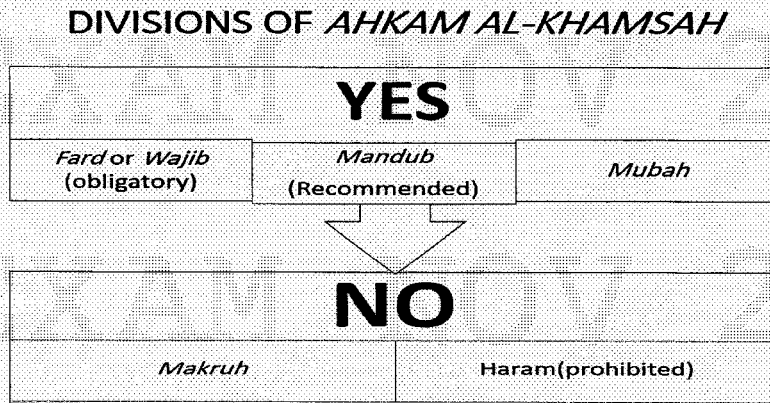 DIVISIONS OF AHKAM AL-KHAMSAH
YES
Fard or Wajib
(obligatory)
Mandub
(Recommended)
Mubah
NO
Makruh
Haram(prohibited)